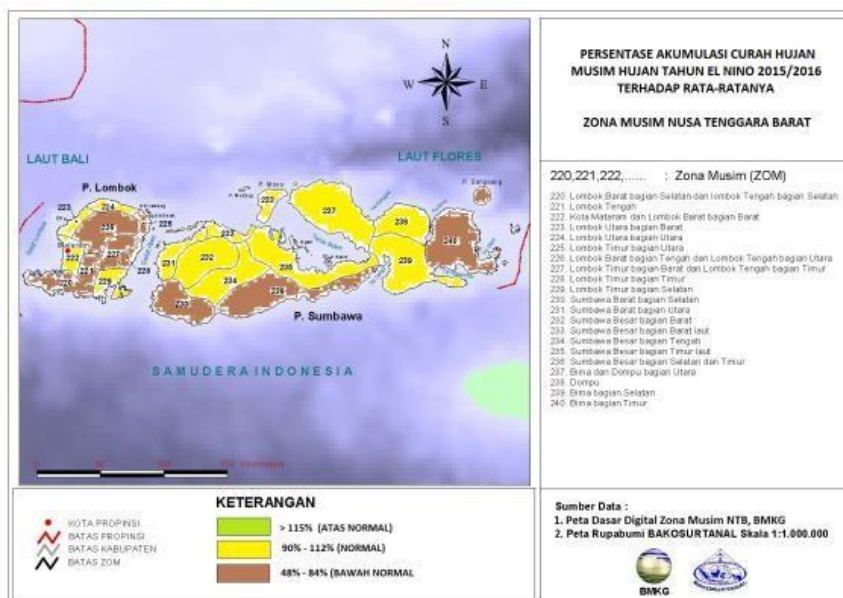 PERSENTASE AKUMULASI CURAH HUJAN
MUSIM HUJAN TAHUN EL NINO 2015/2016
TERHADAP RATA-RATANYA
ZONA MUSIM NUSA TENGGARA BARAT
220,221,222,...... : Zona Musim (ZOM)
220. Lombok Barat bagian Selatan dan lombok Tengah bagian Selatan
221. Lombok Tengah
222. Kota Mataram dan Lombok Barat bagian Barat
223. Lombok Utara bagian Barat
224. Lombok Utara bagian Utara
225. Lombok Timur bagian Utara
226. Lombok Barat bagian Tengah dan Lombok Tengah bagian Utara
227. Lombok Timur bagian Barat dan Lombok Tengah bagian Timur
228. Lombok Timur bagian Timur
229. Lombok Timur bagian Selatan
230. Sumbawa Barat bagian Selatan
231. Sumbawa Barat bagian Utara
232. Sumbawa Besar bagian Barat
233. Sumbawa Besar bagian Barat laut
234. Sumbawa Besar bagian Tengah
235. Sumbawa Besar bagian Timur laut
236. Sumbawa Besar bagian Selatan dan Timur
237. Bima dan Dompu bagian Utara
238. Dompu
239. Bima bagian Selatan
240. Bima bagian Timur
N
W E
S
LAUT BALI
LAUT FLORES
P. Lombok
P. Sumbawa
SAMUDERA INDONESIA
223
224
226
222
227
220
231
232
233
233
234
235
230
237
238
239
240
KETERANGAN
KOTA PROPINSI
BATAS PROPINSI
BATAS KABUPATEN
BATAS ZOM
> 115% (ATAS NORMAL)
90% - 112% (NORMAL)
48% - 84% (BAWAH NORMAL
Sumber Data :
1. Peta Dasar Digital Zona Musim NTB, BMKG
2. Peta Rupabumi BAKOSURTANAL Skala 1:1.000.000
BMKG